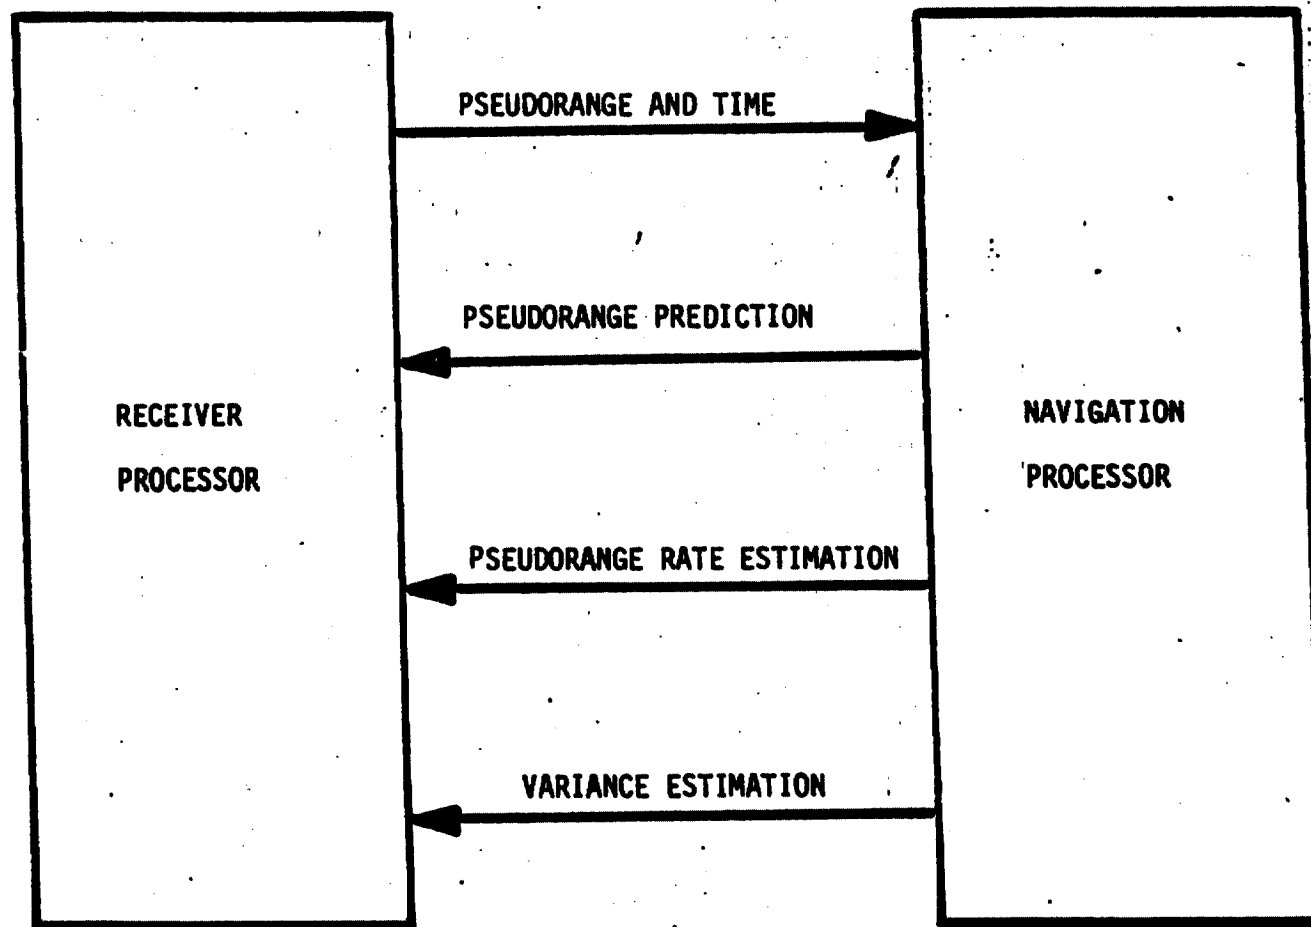 PSEUDORANGE AND TIME
PSEUDORANGE PREDICTION
RECEIVER
PROCESSOR
NAVIGATION
PROCESSOR
PSEUDORANGE RATE ESTIMATION
VARIANCE ESTIMATION